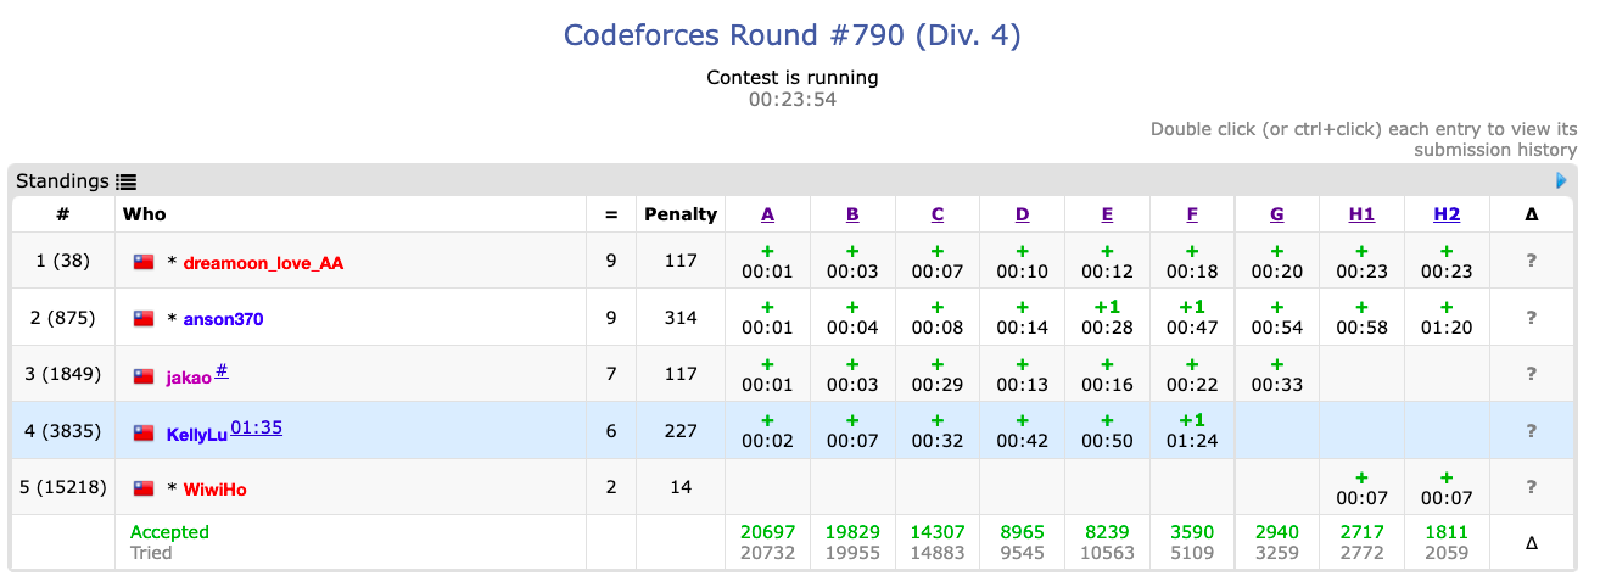 Codeforces Round #790 (Div. 4)
Contest is running
00:23:54
Double click (or ctrl+click) each entry to view its
submission history
Standings
# Who = Penalty A B C D E F G H1 H2 Δ
1 (38) * dreamoon_love_AA 9 117 + + + + + + + + + ?
00:01 00:03 00:07 00:10 00:12 00:18 00:20 00:23 00:23
2 (875) * anson370 9 314 + + + + +1 +1 + + + ?
00:01 00:04 00:08 00:14 00:28 00:47 00:54 00:58 01:20
3 (1849) jakao # 7 117 + + + + + + + ?
00:01 00:03 00:29 00:13 00:16 00:22 00:33
4 (3835) KellyLu 01:35 6 227 + + + + + +1 ?
00:02 00:07 00:32 00:42 00:50 01:24
5 (15218) * WiwiHo 2 14 + + ?
00:07 00:07
Accepted 20697 19829 14307 8965 8239 3590 2940 2717 1811 Δ
Tried 20732 19955 14883 9545 10563 5109 3259 2772 2059